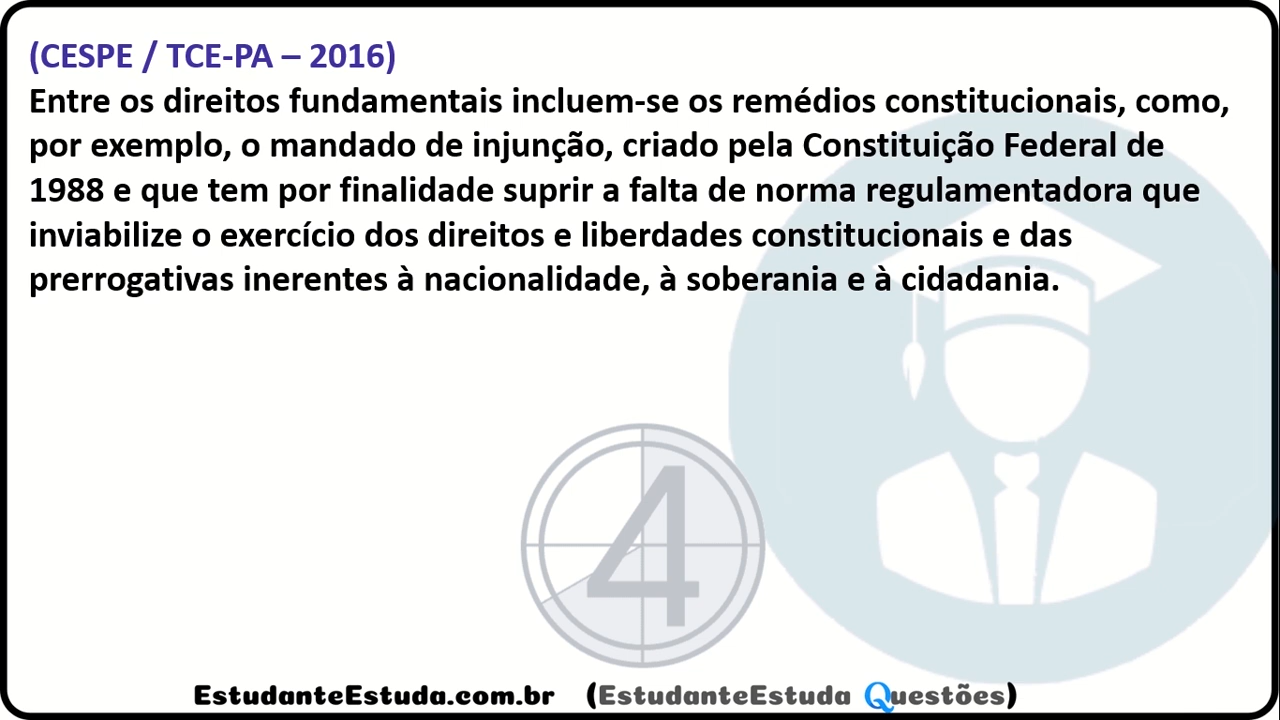 (CESPE / TCE-PA – 2016)
Entre os direitos fundamentais incluem-se os remédios constitucionais, como,
por exemplo, o mandado de injunção, criado pela Constituição Federal de
1988 e que tem por finalidade suprir a falta de norma regulamentadora que
inviabilize o exercício dos direitos e liberdades constitucionais e das
prerrogativas inerentes à nacionalidade, à soberania e à cidadania.
4
EstudanteEstuda.com.br (EstudanteEstuda Questões)